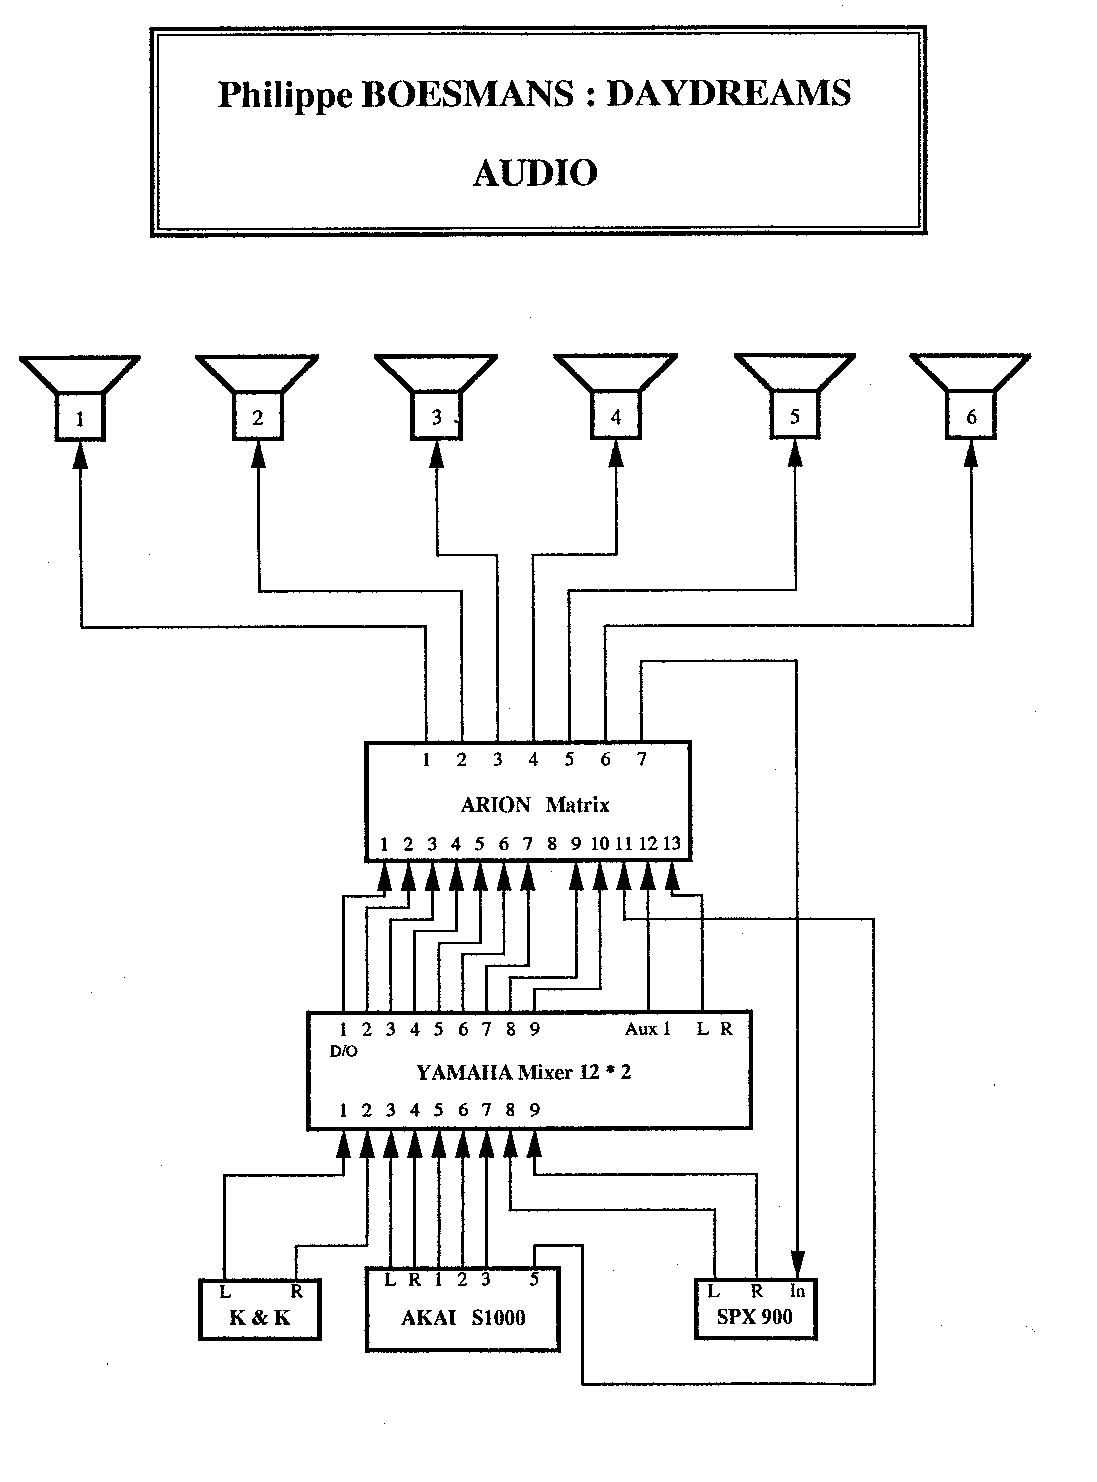 Philippe BOESMANS : DAYDREAMS
AUDIO
1 2 3 4 5 6
1 2 3 4 5 6 7
ARION Matrix
1 2 3 4 5 6 7 8 9 10 11 12 13
1 2 3 4 5 6 7 8 9 Aux 1 L R
D/O
YAMAHA Mixer 12 * 2
1 2 3 4 5 6 7 8 9
L R
K & K
L R 1 2 3 5
AKAI S1000
L R In
SPX 900